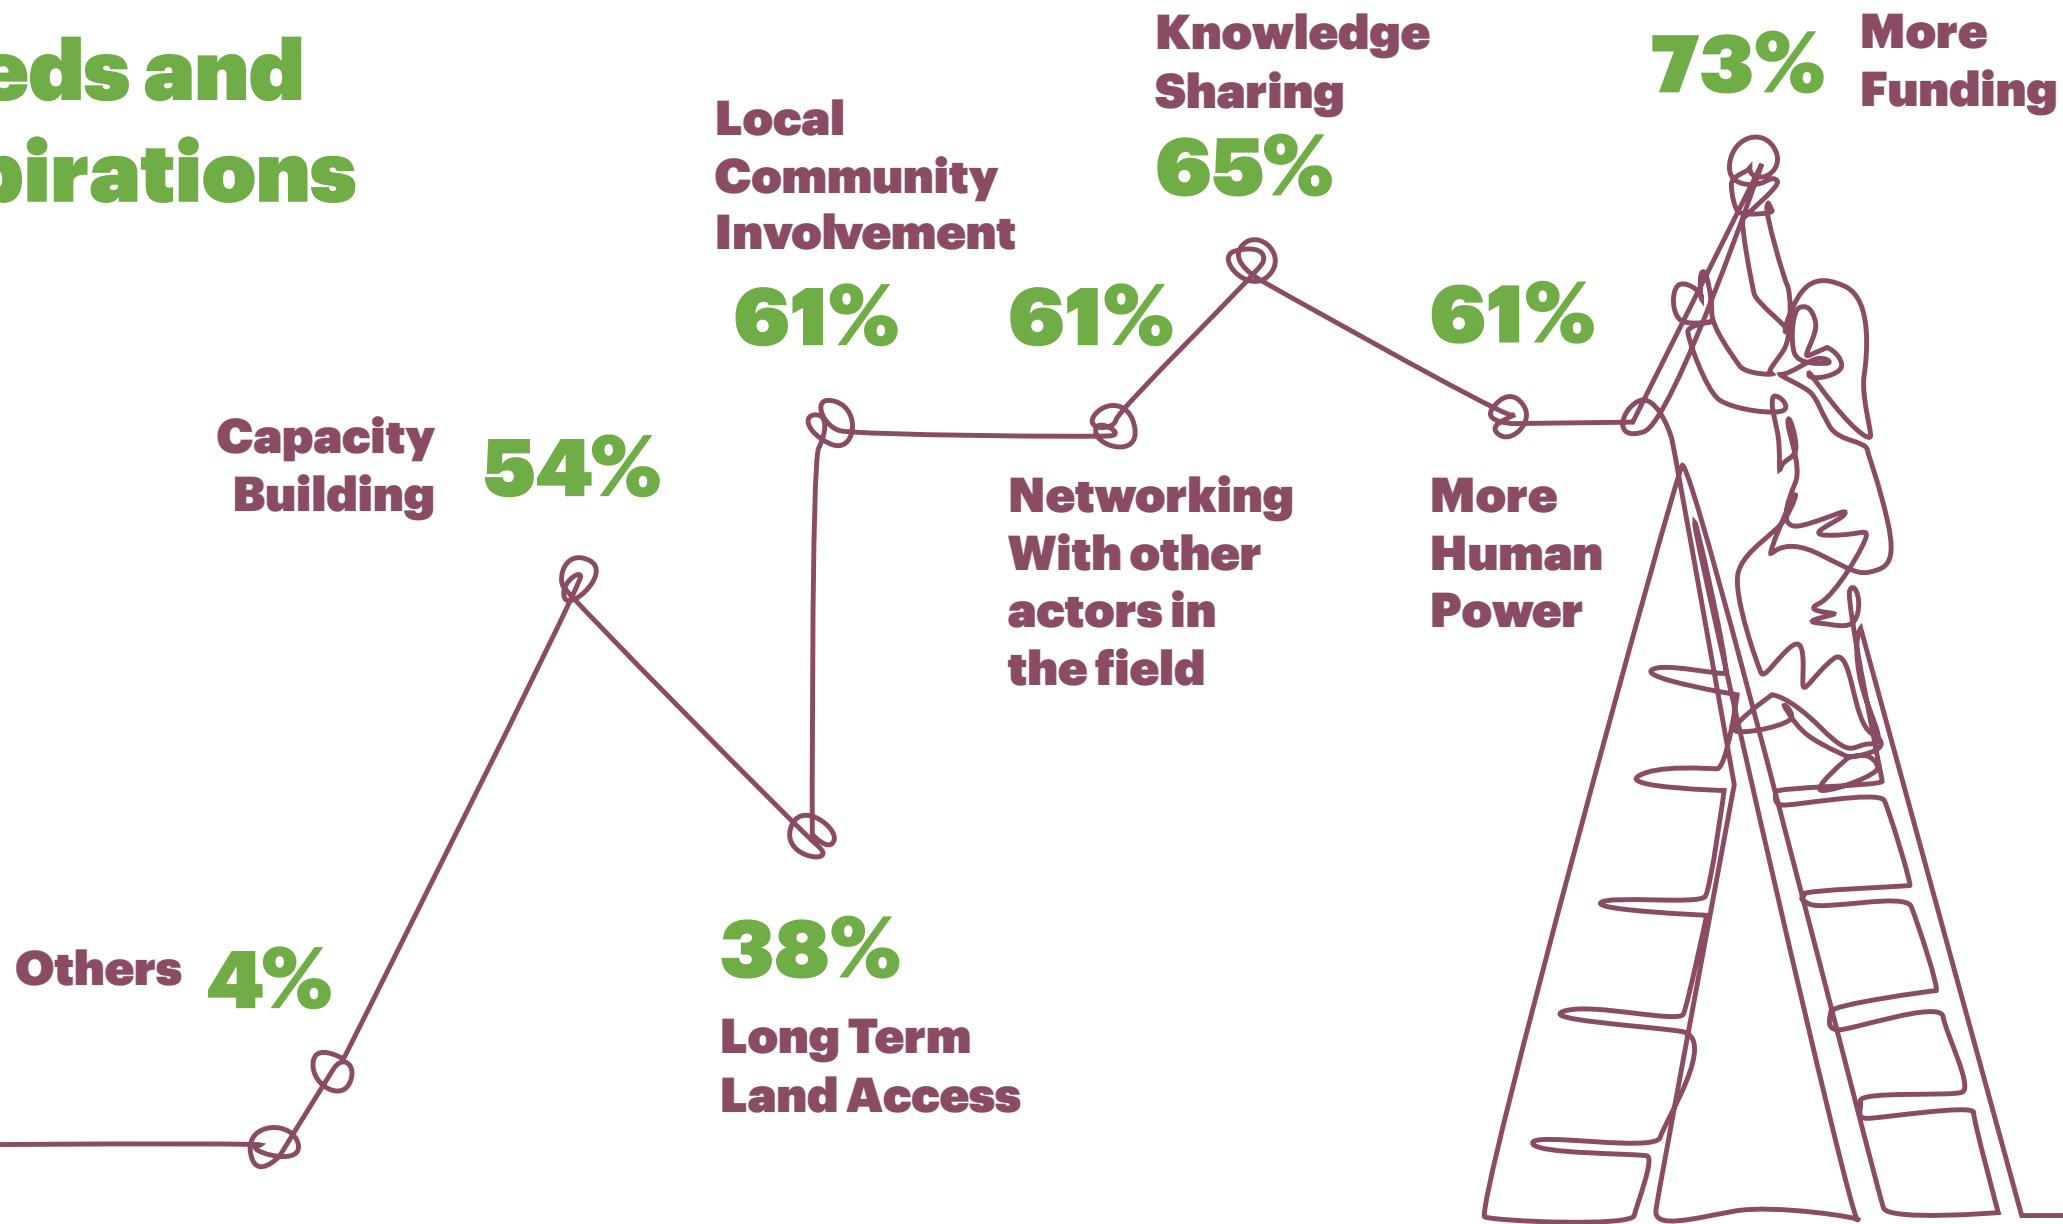 eds and
pirations
Others 4%
Capacity
Building
54%
38%
Long Term
Land Access
Local
Community
Involvement
61%
61%
Networking
With other
actors in
the field
Knowledge
Sharing
65%
61%
More
Human
Power
73%
More
Funding